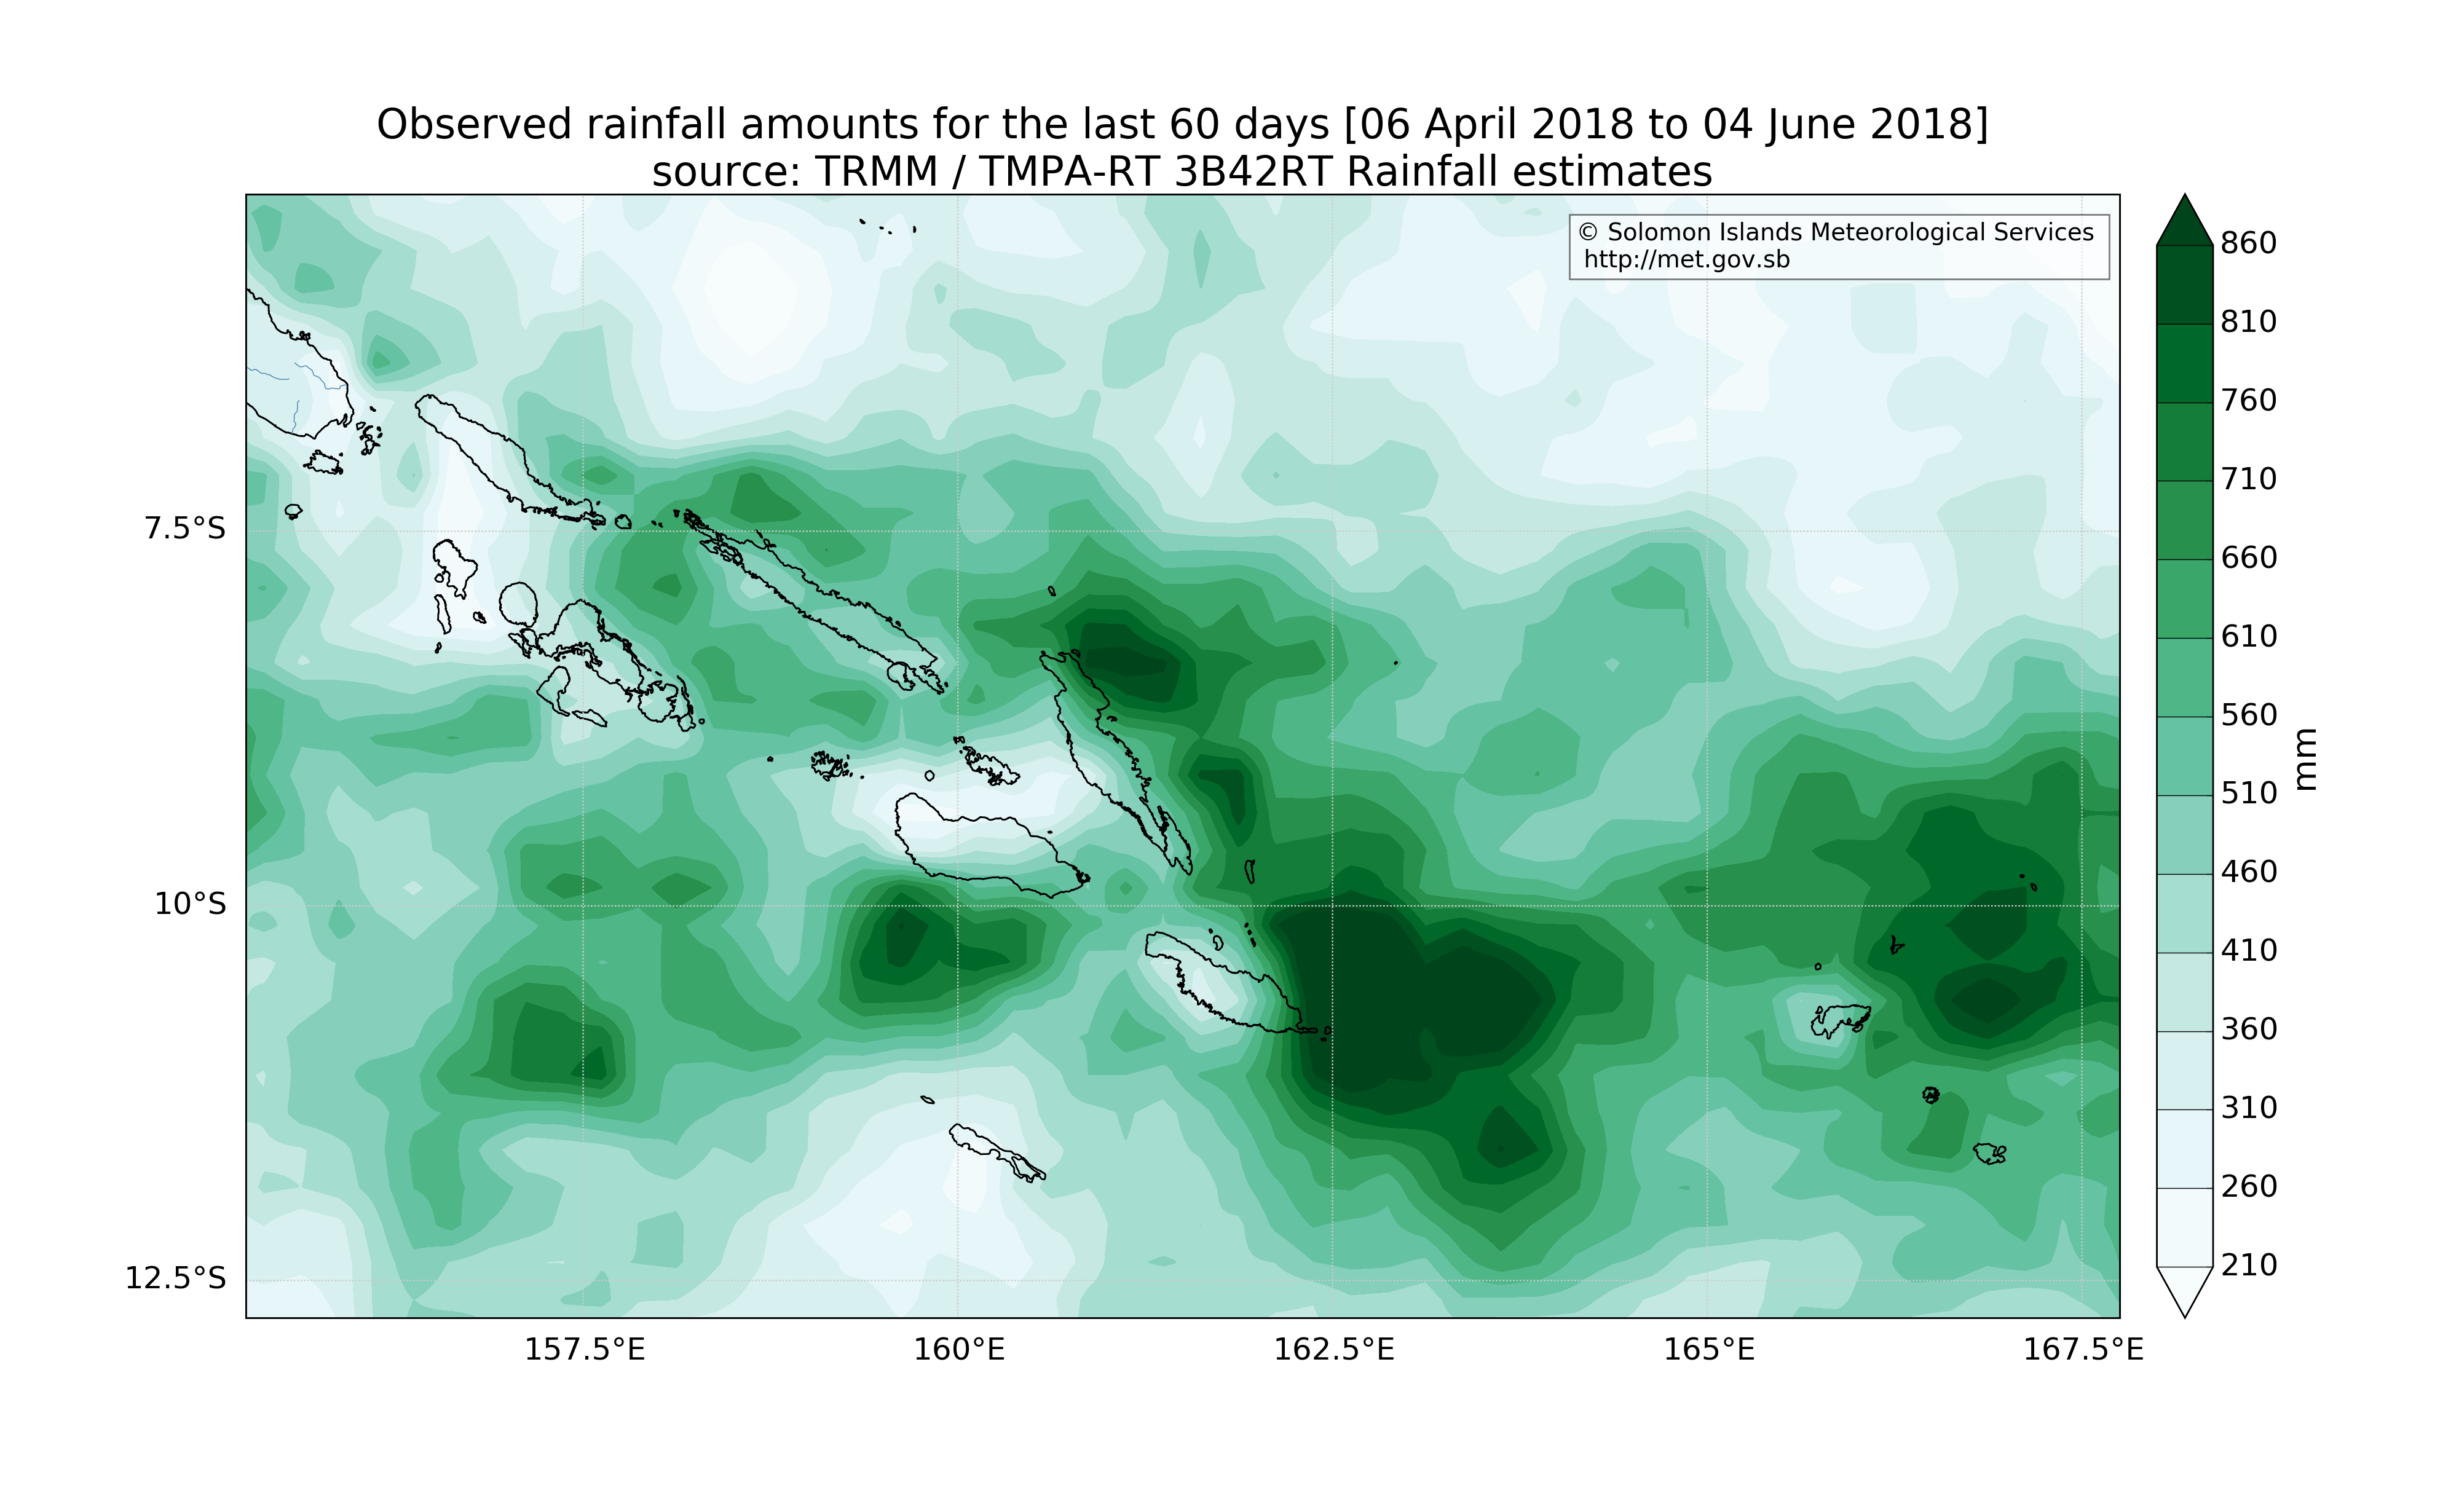 Observed rainfall amounts for the last 60 days [06 April 2018 to 04 June 2018]
source: TRMM / TMPA-RT 3B42RT Rainfall estimates
© Solomon Islands Meteorological Services
http://met.gov.sb
860
810
760
710
660
610
560
510
460
410
360
310
260
210
mm
7.5°S
10°S
12.5°S
157.5°E
160°E
162.5°E
165°E
167.5°E